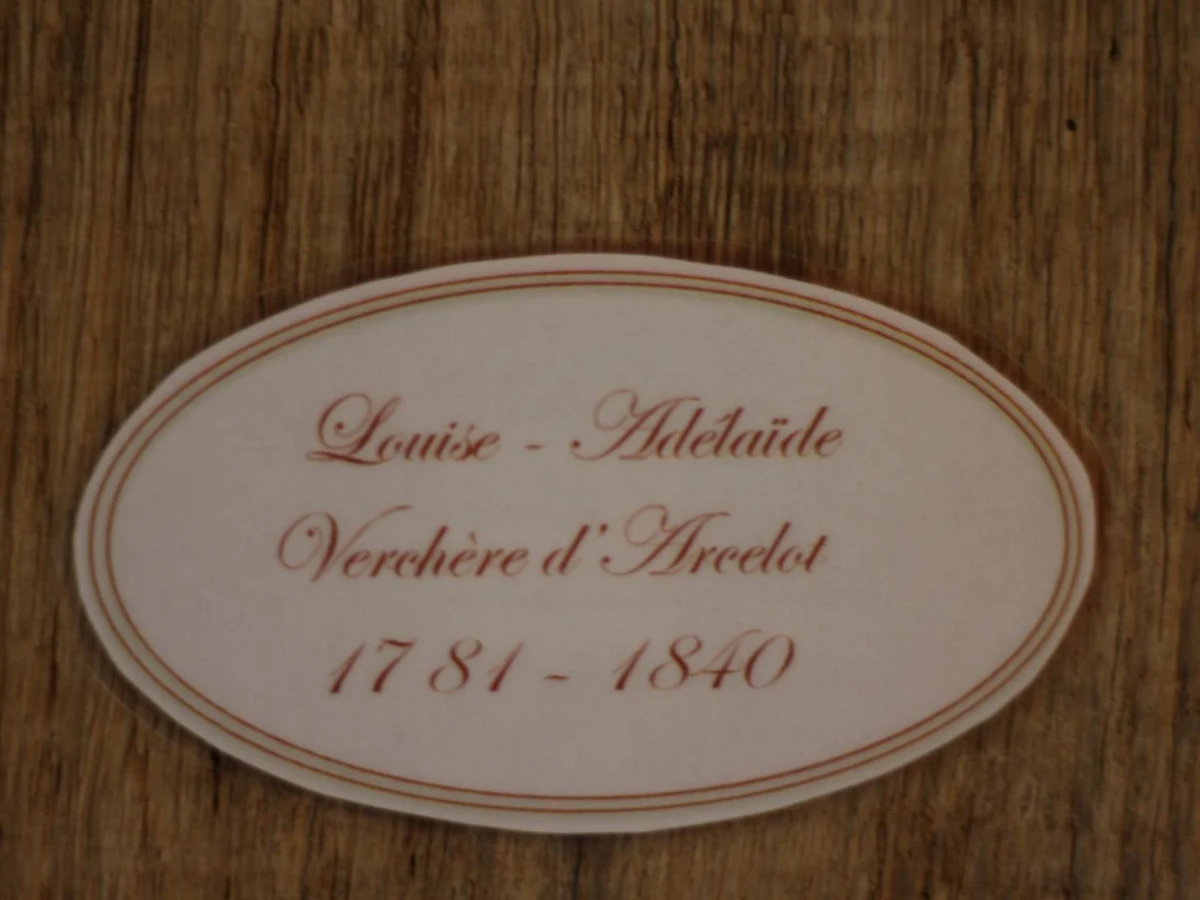 Louise - Adélaïde
Verchère d'Arcelot
1781 - 1840